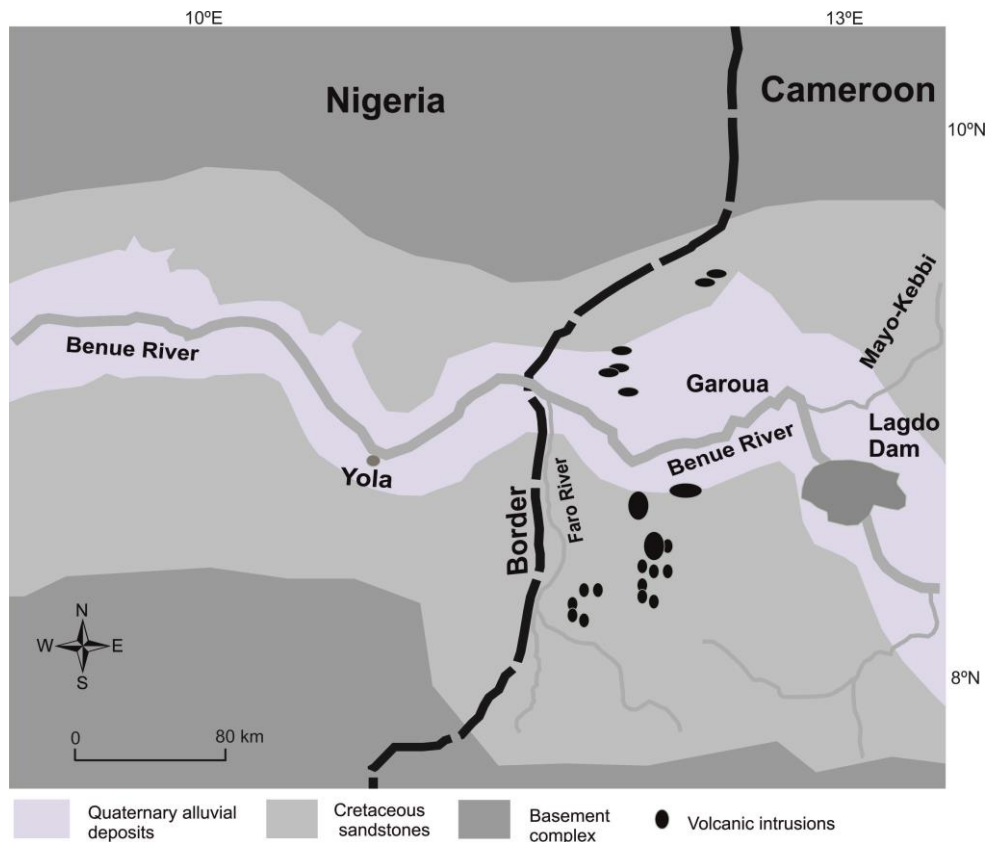 10ºE
13ºE
Nigeria
Cameroon
10ºN
Mayo-Kebbi
Benue River
Garoua
Lagdo
Dam
Benue River
Yola
Faro River
Border
N
W E
S
8ºN
0 80 km
Quaternary alluvial
deposits
Cretaceous
sandstones
Basement
complex
Volcanic intrusions